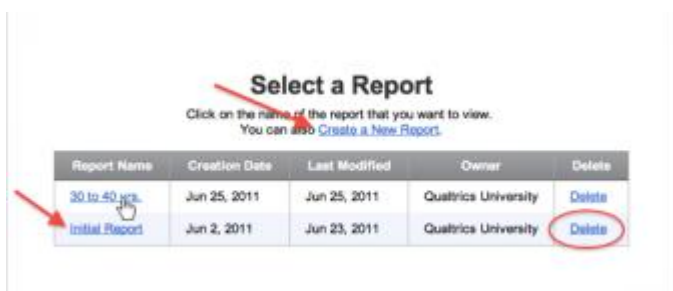 Select a Report
Click on the name of the report that you want to view.
You can also Create a New Report.
Report Name Creation Date Last Modified Owner Delete
30 to 40 yrs. Jun 25, 2011 Jun 25, 2011 Qualtrics University Delete
Initial Report Jun 2, 2011 Jun 23, 2011 Qualtrics University Delete